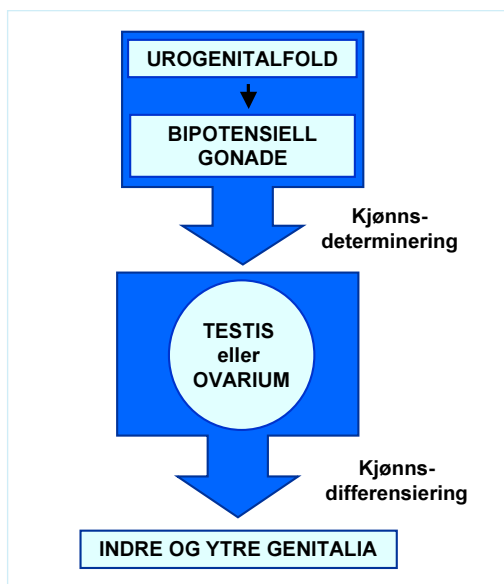 UROGENITALFOLD
BIPOTENSIELL
GONADE
Kjønns-
determinering
TESTIS
eller
OVARIUM
Kjønns-
differensiering
INDRE OG YTRE GENITALIA